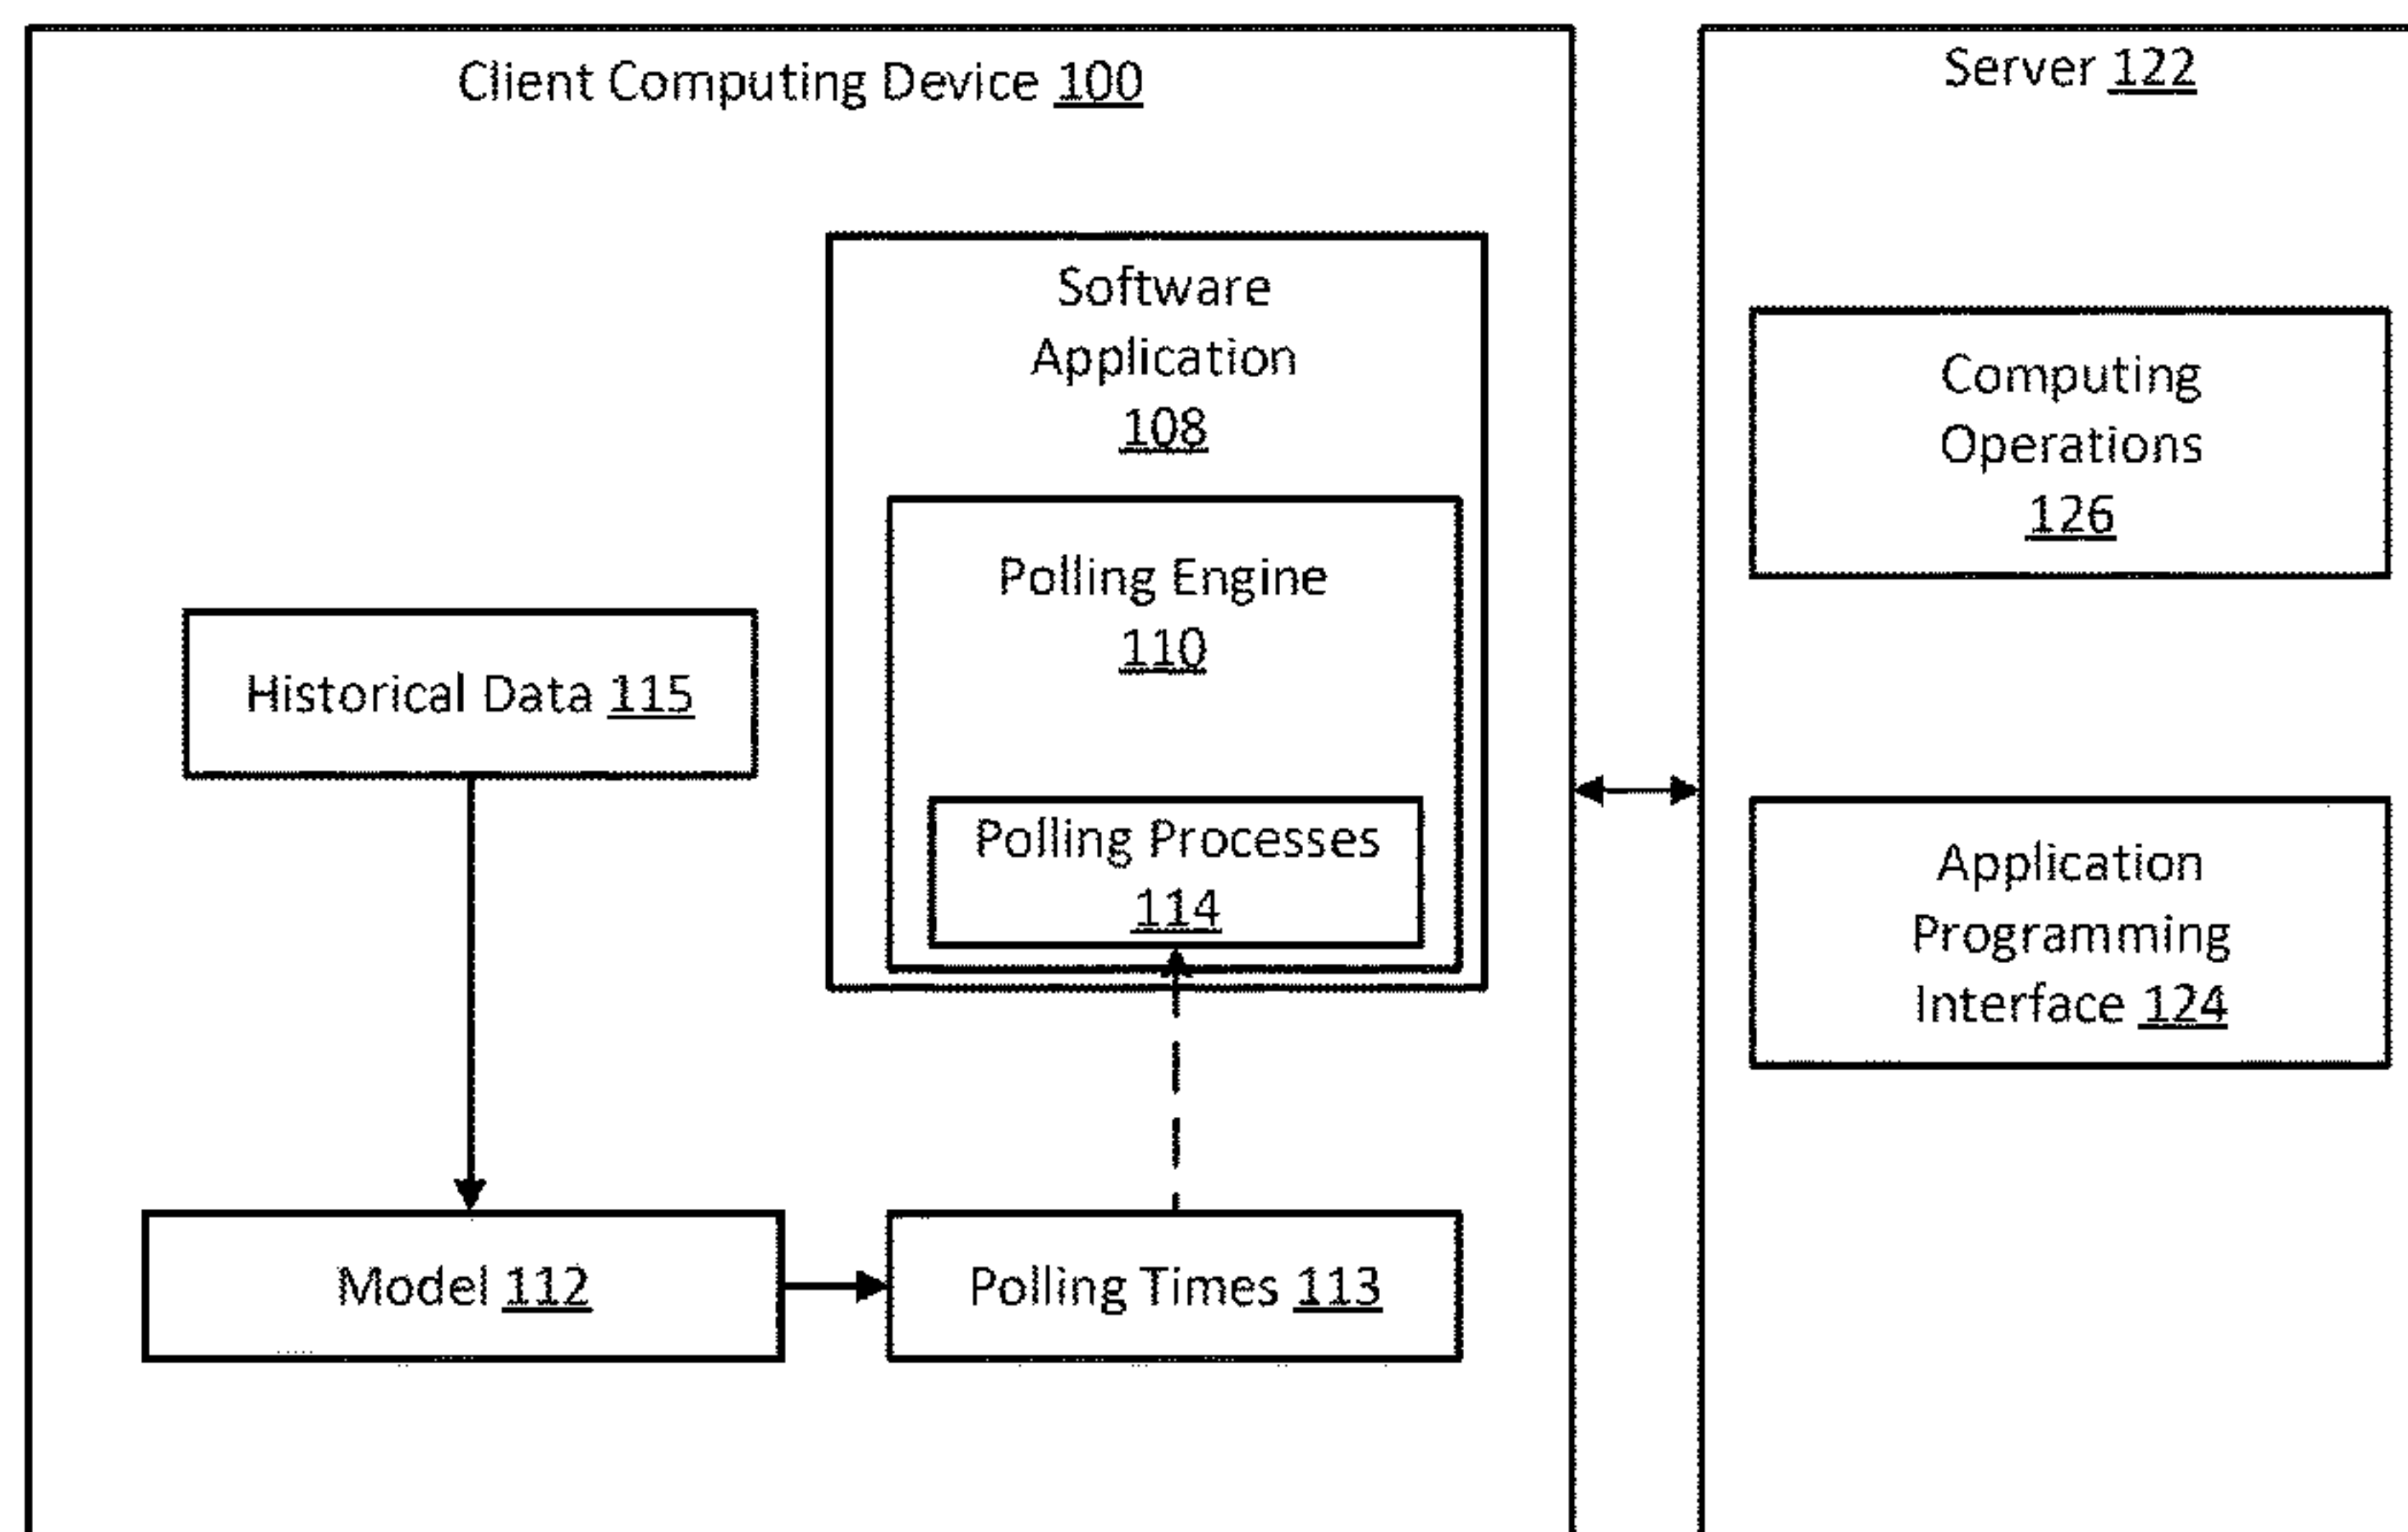 Client Computing Device 100
Software
Application
108
Polling Engine
110
Polling Processes
114
Historical Data 115
Model 112
Polling Times 113
Server 122
Computing
Operations
126
Application
Programming
Interface 124